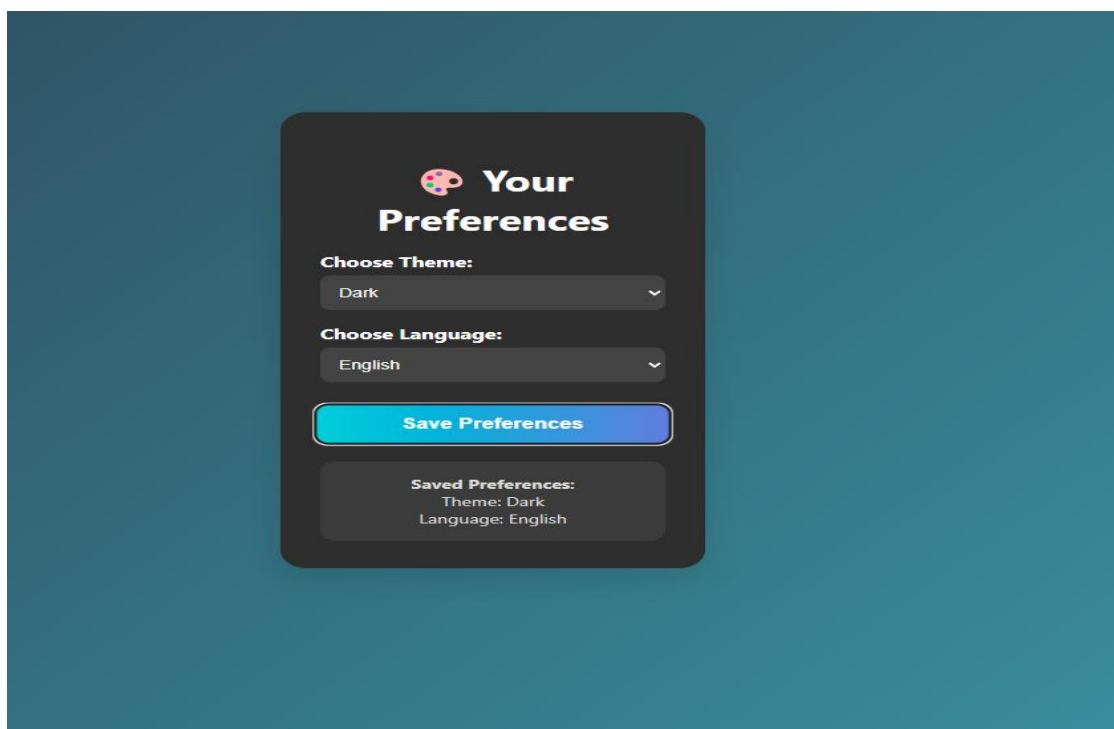 🎨 Your
Preferences
Choose Theme:
Dark
Choose Language:
English
Save Preferences
Saved Preferences:
Theme: Dark
Language: English